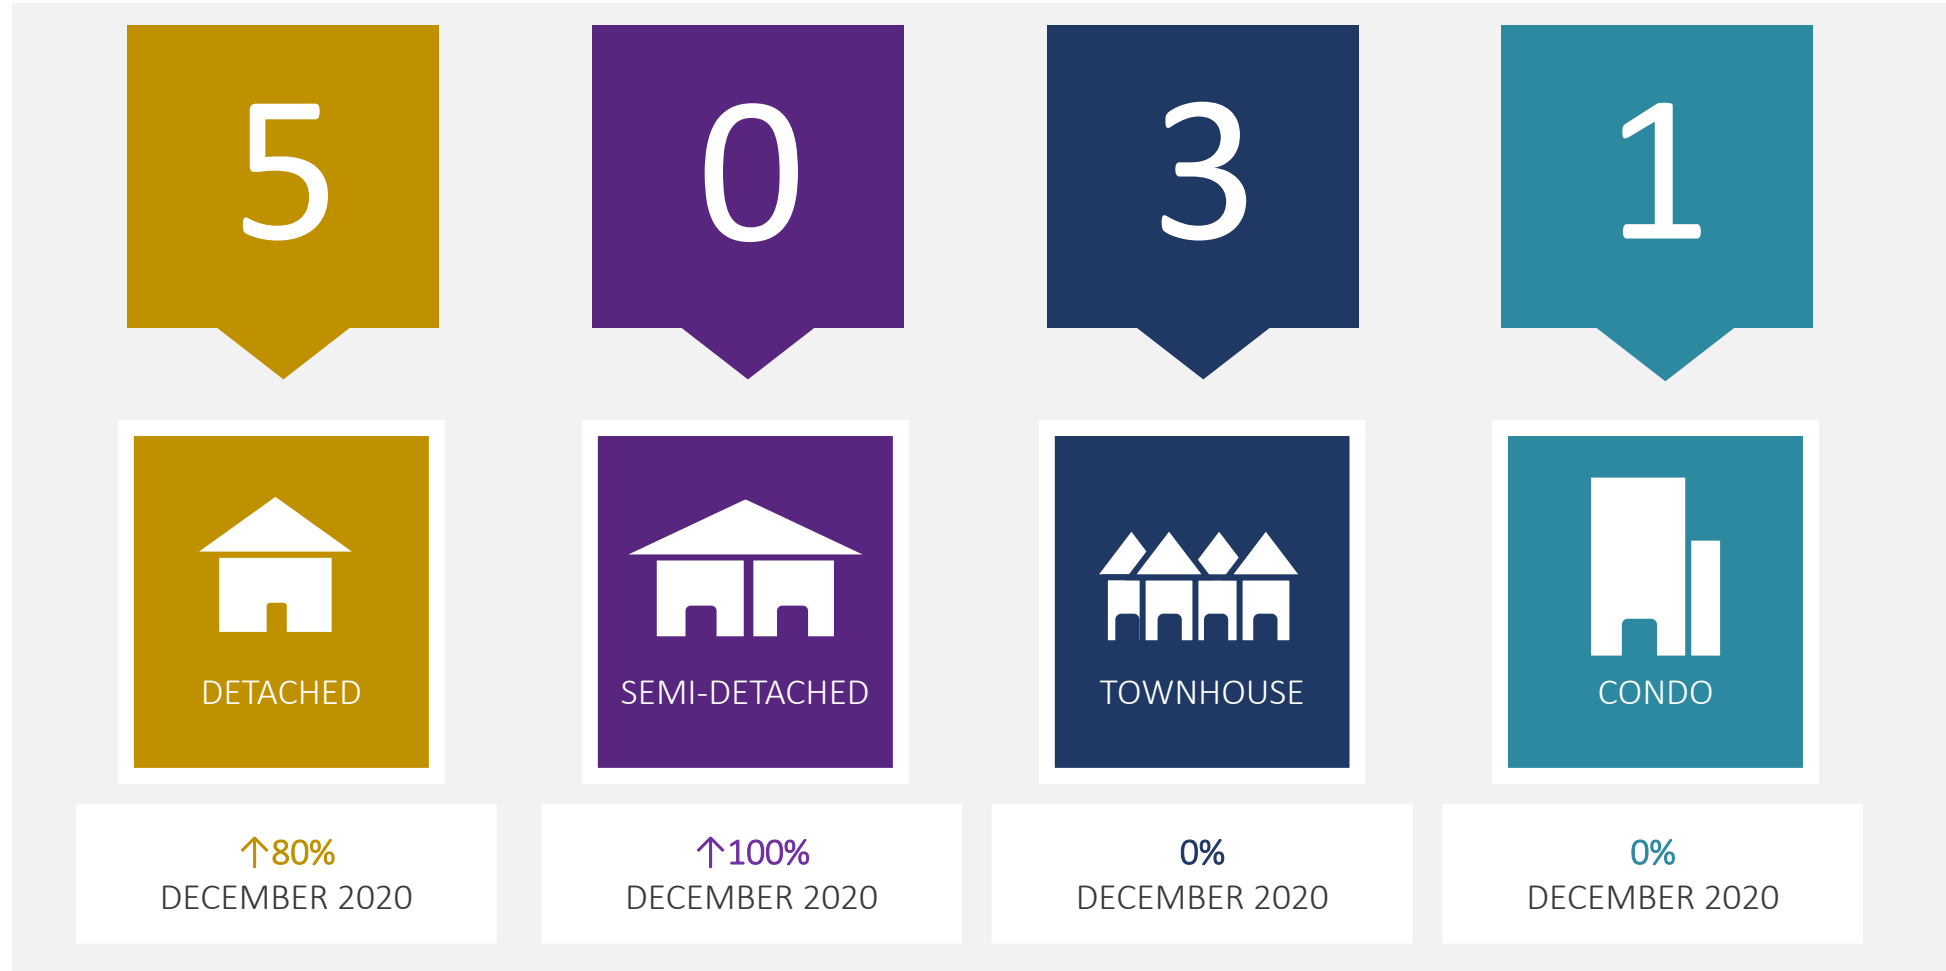 5
0
3
1
DETACHED
SEMI-DETACHED
TOWNHOUSE
CONDO
↑80%
DECEMBER 2020
↑100%
DECEMBER 2020
0%
DECEMBER 2020
0%
DECEMBER 2020